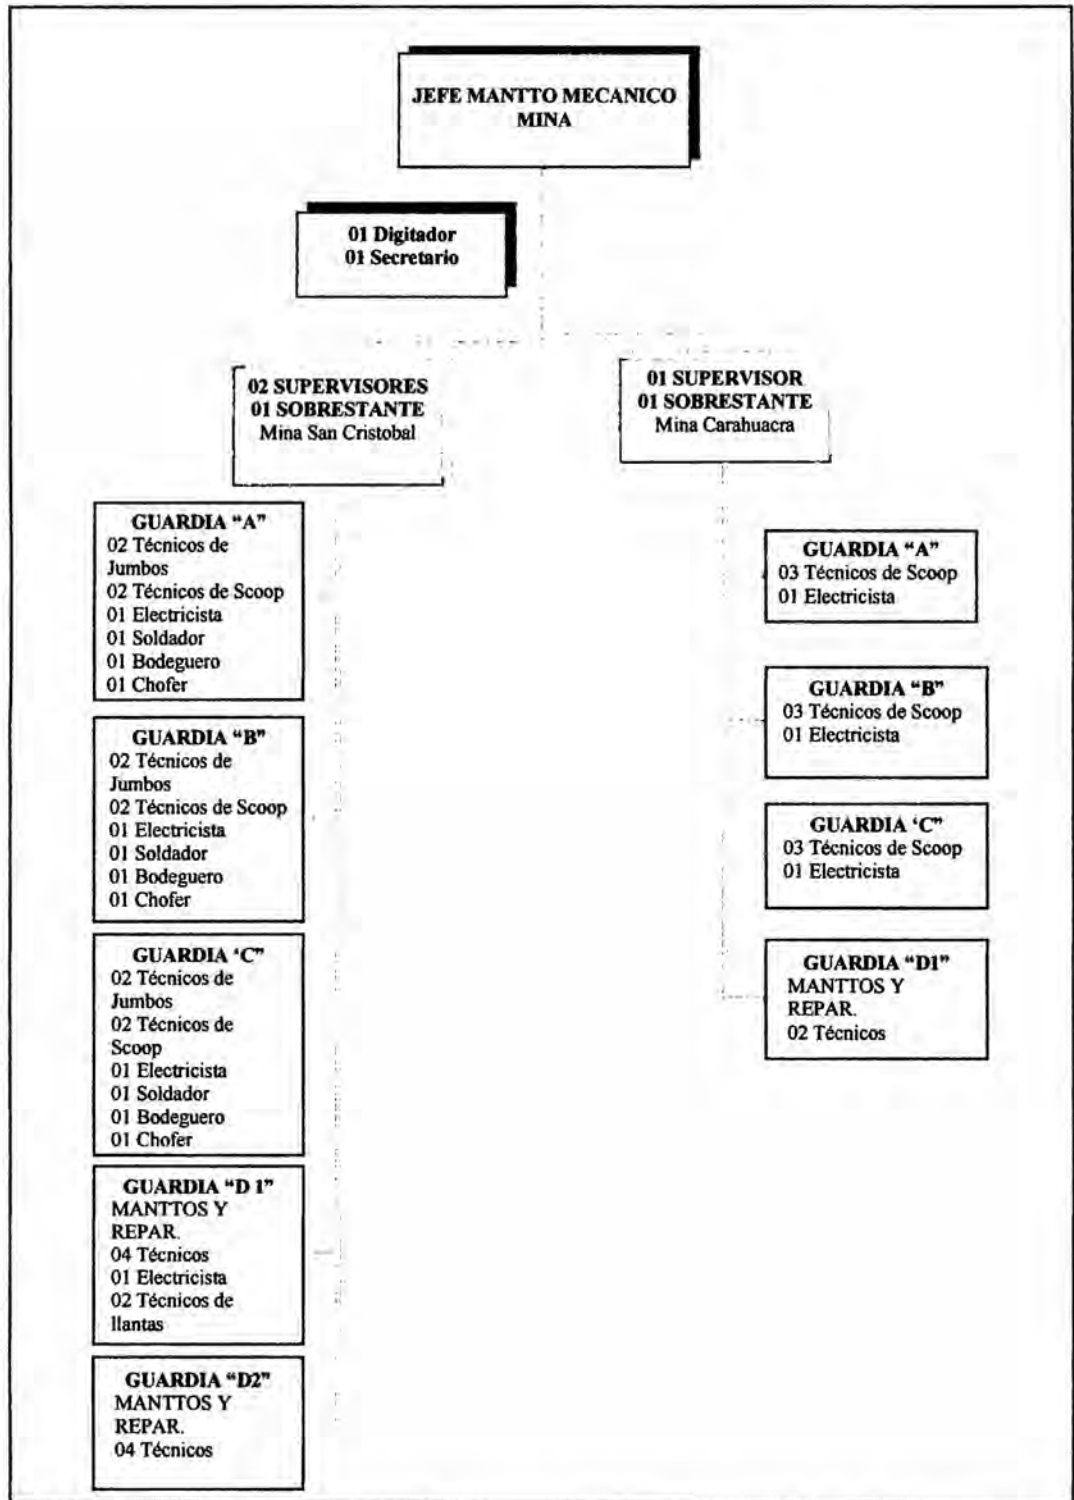 JEFE MANTTO MECANICO
MINA
01 Digitador
01 Secretario
02 SUPERVISORES
01 SOBRESTANTE
Mina San Cristobal
01 SUPERVISOR
01 SOBRESTANTE
Mina Carahuacra
GUARDIA “A”
02 Técnicos de
Jumbos
02 Técnicos de Scoop
01 Electricista
01 Soldador
01 Bodeguero
01 Chofer
GUARDIA “B”
02 Técnicos de
Jumbos
02 Técnicos de Scoop
01 Electricista
01 Soldador
01 Bodeguero
01 Chofer
GUARDIA ‘C”
02 Técnicos de
Jumbos
02 Técnicos de
Scoop
01 Electricista
01 Soldador
01 Bodeguero
01 Chofer
GUARDIA “D 1”
MANTTOS Y
REPAR.
04 Técnicos
01 Electricista
02 Técnicos de
llantas
GUARDIA “D2”
MANTTOS Y
REPAR.
04 Técnicos
GUARDIA “A”
03 Técnicos de Scoop
01 Electricista
GUARDIA “B”
03 Técnicos de Scoop
01 Electricista
GUARDIA ‘C”
03 Técnicos de Scoop
01 Electricista
GUARDIA “D1”
MANTTOS Y
REPAR.
02 Técnicos